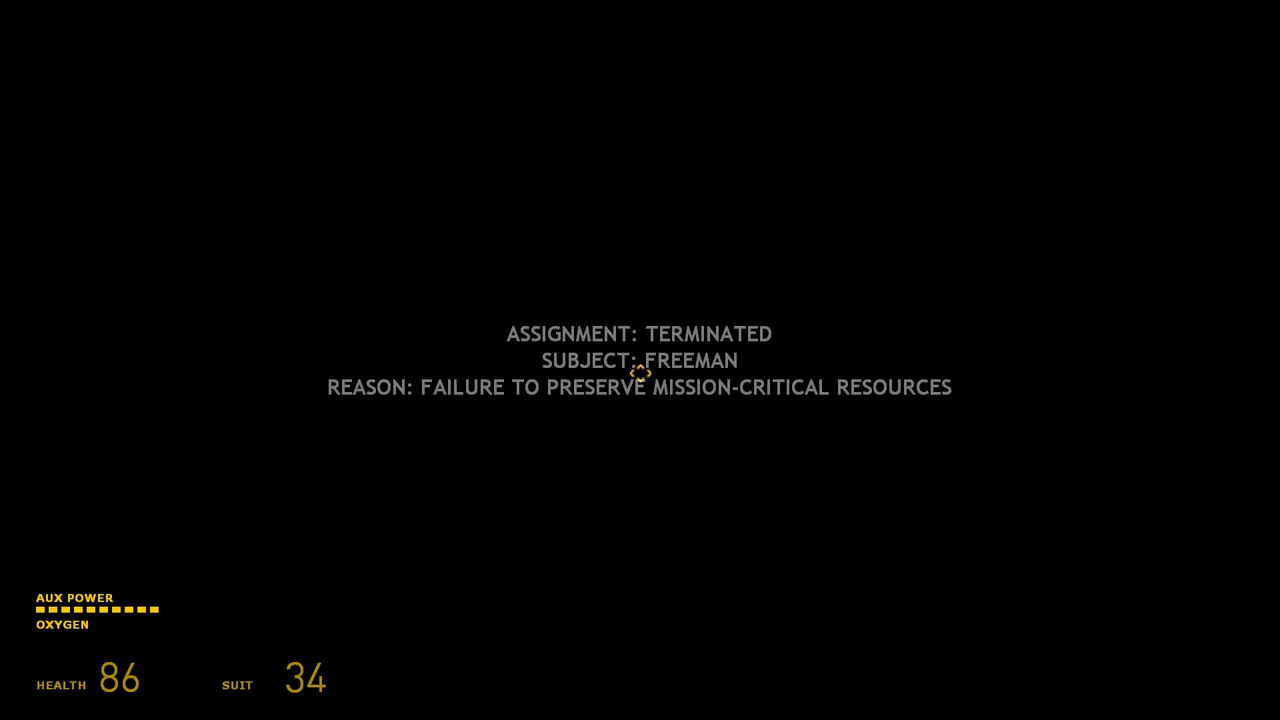 ASSIGNMENT: TERMINATED
SUBJECT: FREEMAN
REASON: FAILURE TO PRESERVE MISSION-CRITICAL RESOURCES
AUX POWER
OXYGEN
HEALTH 86 SUIT 34